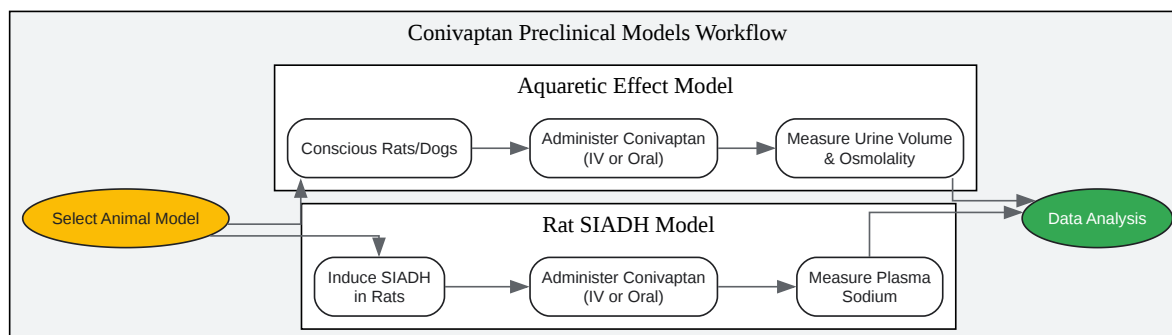 Conivaptan Preclinical Models Workflow
Aquaretic Effect Model
Conscious Rats/Dogs
Administer Conivaptan
(IV or Oral)
Measure Urine Volume
& Osmolality
Select Animal Model
Data Analysis
Rat SIADH Model
Induce SIADH
in Rats
Administer Conivaptan
(IV or Oral)
Measure Plasma
Sodium